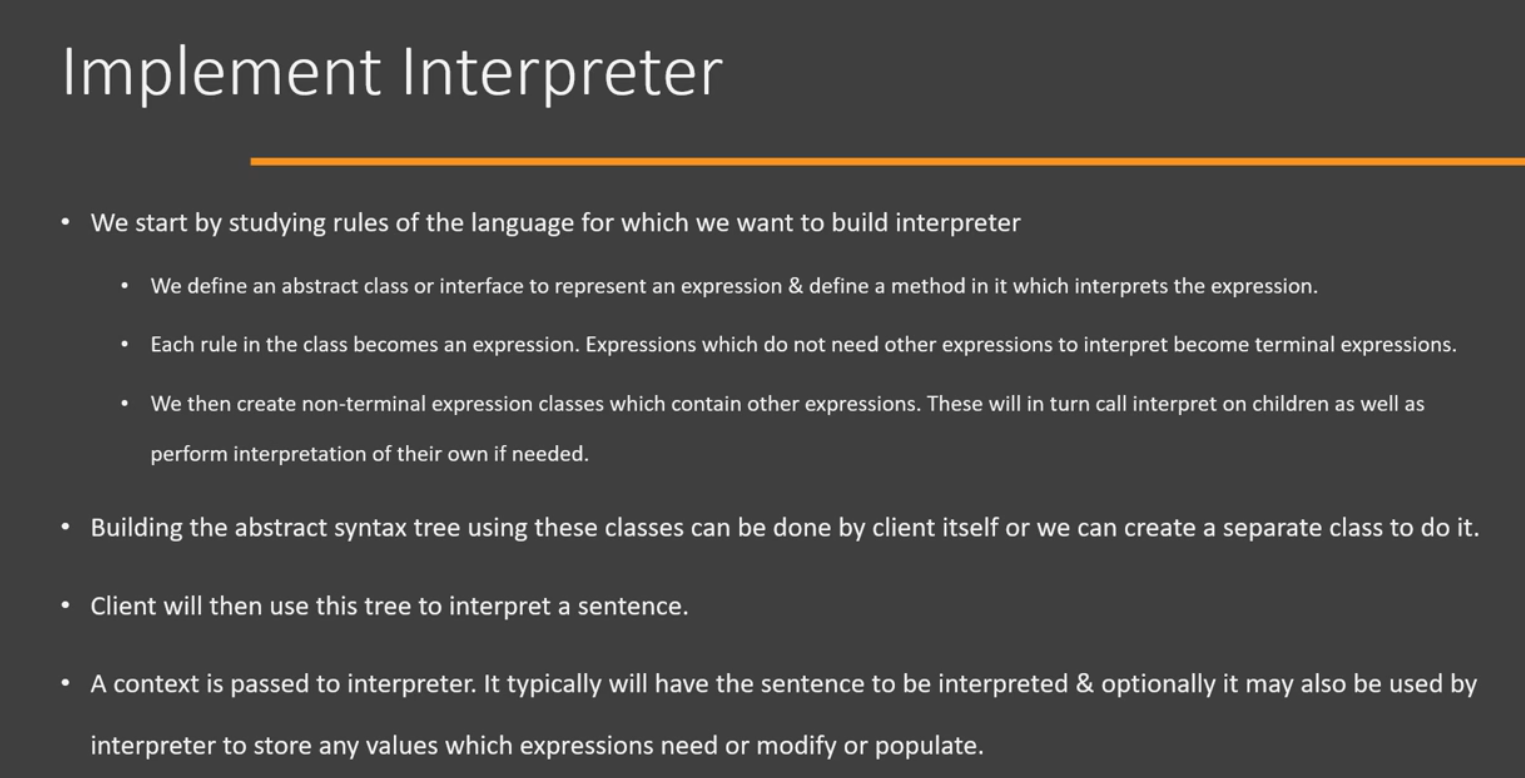 Implement Interpreter
• We start by studying rules of the language for which we want to build interpreter
• We define an abstract class or interface to represent an expression & define a method in it which interprets the expression.
• Each rule in the class becomes an expression. Expressions which do not need other expressions to interpret become terminal expressions.
• We then create non-terminal expression classes which contain other expressions. These will in turn call interpret on children as well as
perform interpretation of their own if needed.
• Building the abstract syntax tree using these classes can be done by client itself or we can create a separate class to do it.
• Client will then use this tree to interpret a sentence.
• A context is passed to interpreter. It typically will have the sentence to be interpreted & optionally it may also be used by
interpreter to store any values which expressions need or modify or populate.